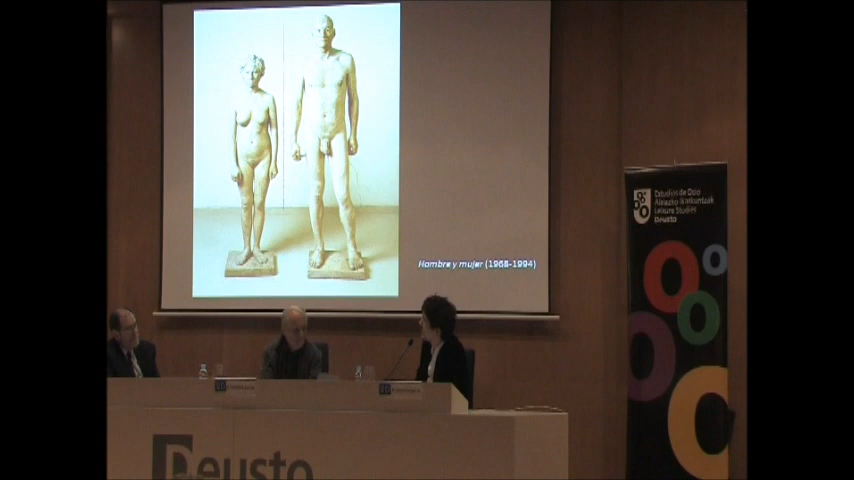 Estudios de Ocio
Aisiazko Ikaskuntzak
Leisure Studies
Deusto
Hombre y mujer (1968-1994)
Deusto